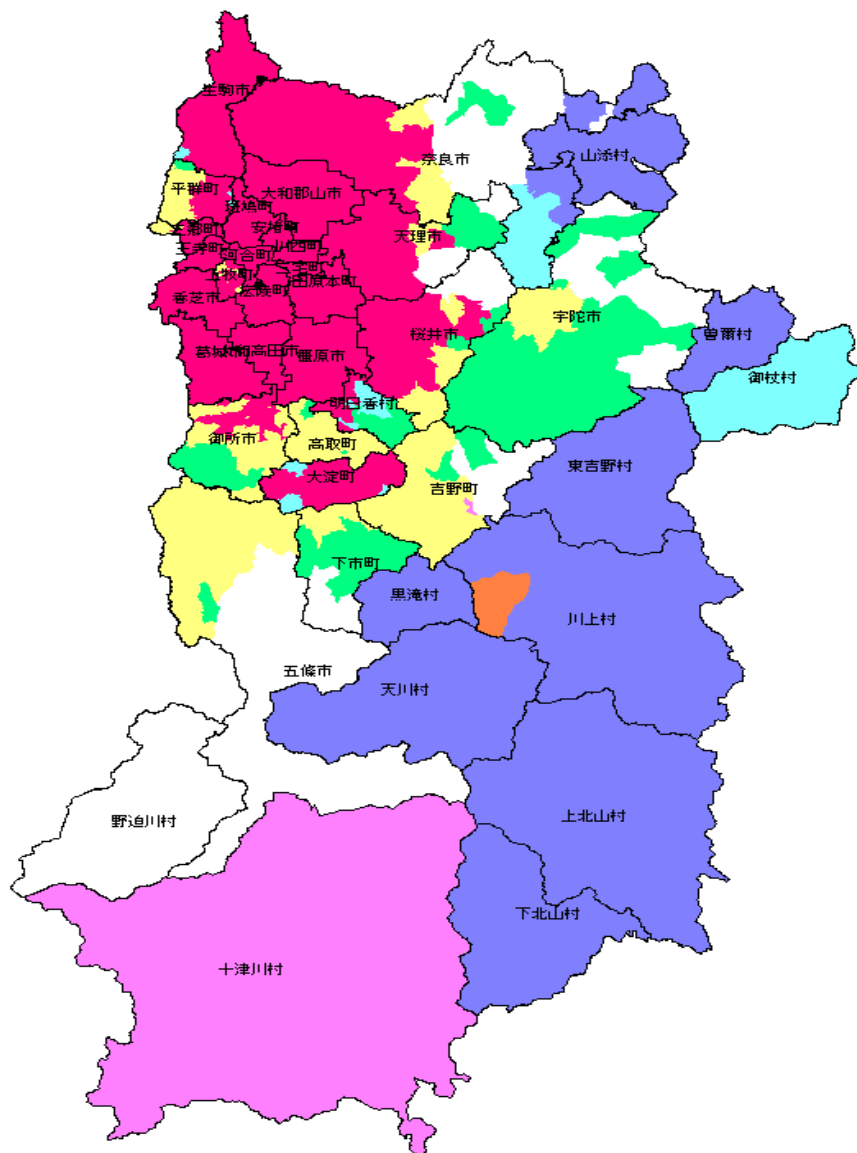 生駒市
奈良市
山添村
平群町
大和郡山市
斑鳩町
三郷町
安堵町
天理市
王寺町
河合町
川西町
三宅町
上牧町
広陵町
田原本町
香芝市
桜井市
宇陀市
曽爾村
御杖村
葛城市
大和高田市
橿原市
明日香村
御所市
高取町
大淀町
吉野町
東吉野村
下市町
黒滝村
川上村
五條市
天川村
野迫川村
上北山村
下北山村
十津川村